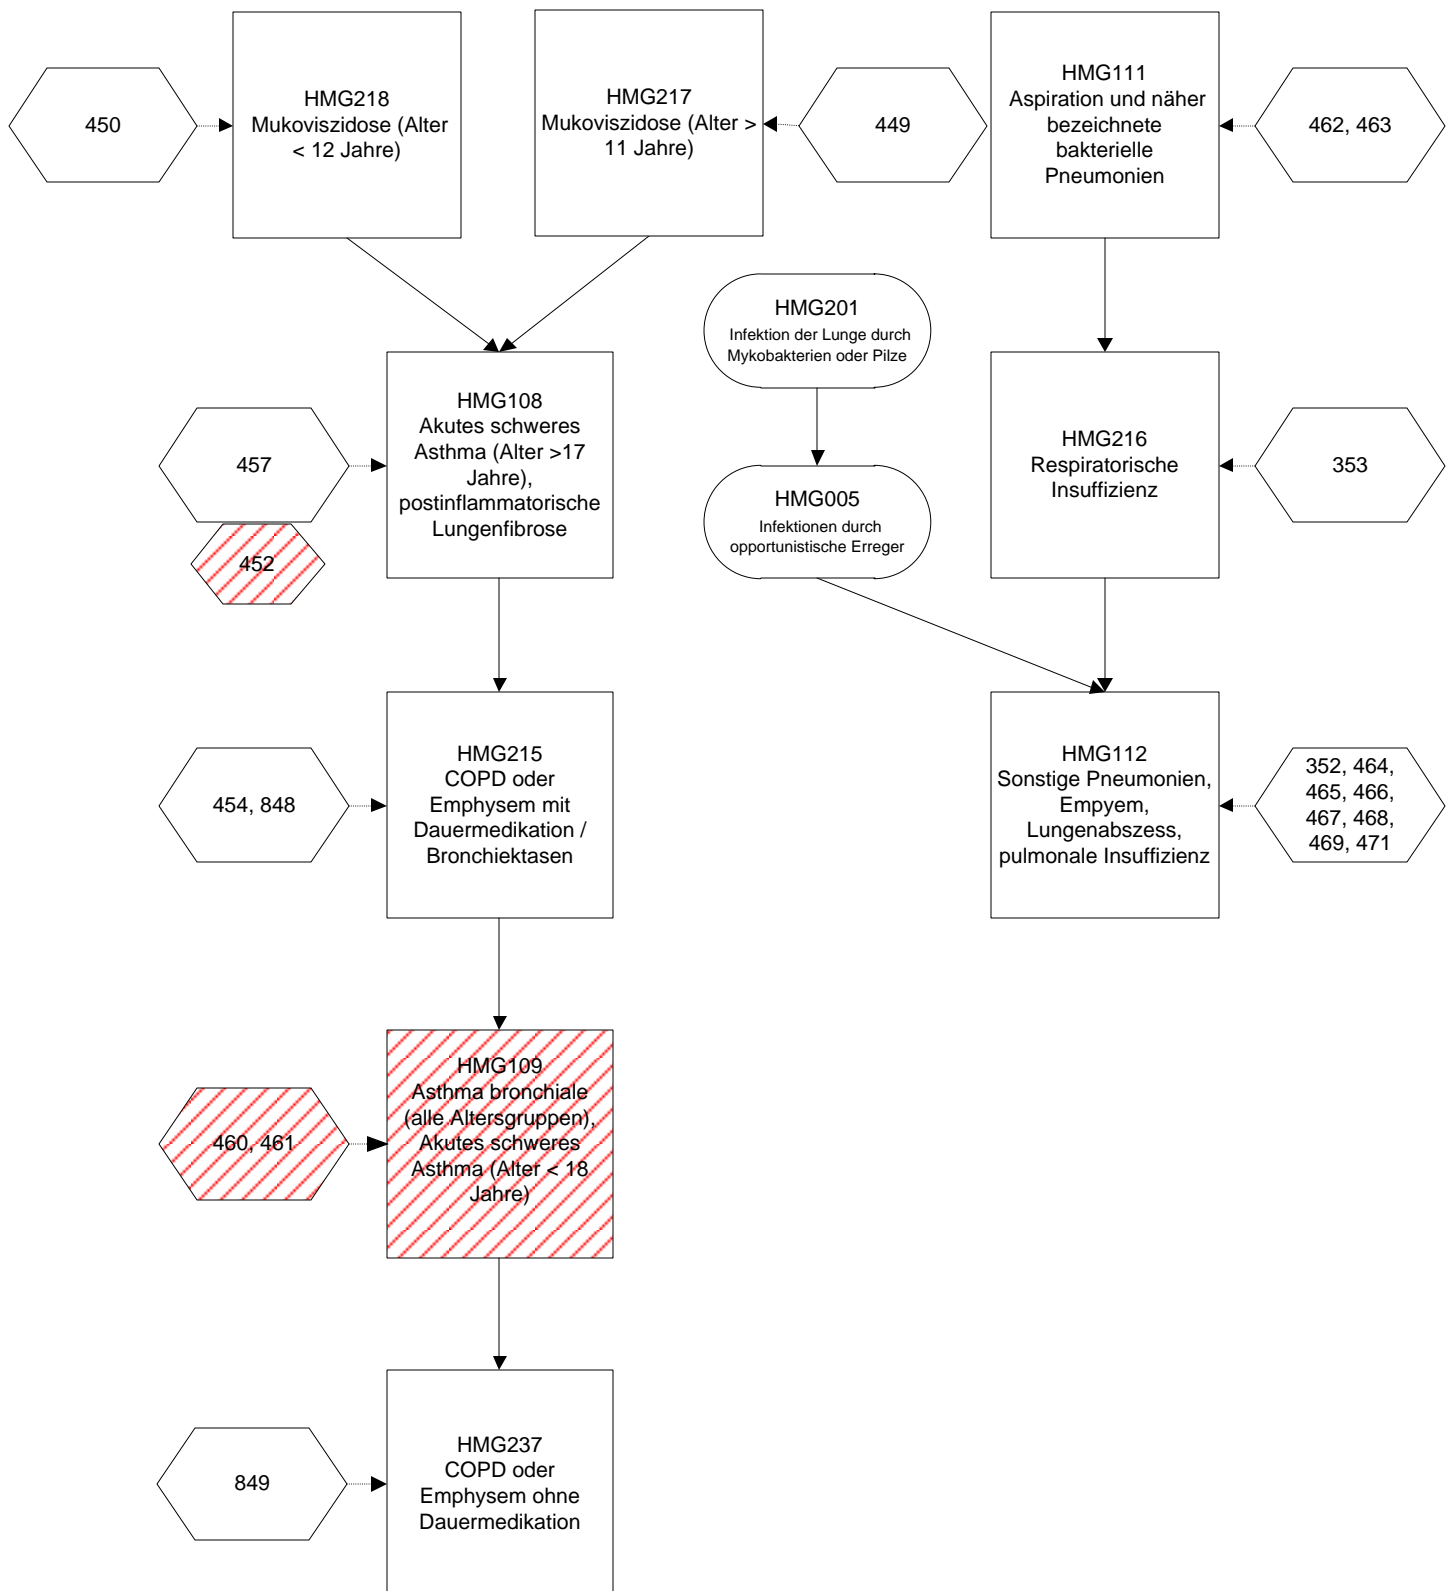 450
HMG218
Mukoviszidose (Alter
< 12 Jahre)
HMG217
Mukoviszidose (Alter >
11 Jahre)
449
HMG111
Aspiration und näher
bezeichnete
bakterielle
Pneumonien
462, 463
HMG201
Infektion der Lunge durch
Mykobakterien oder Pilze
457
452
HMG108
Akutes schweres
Asthma (Alter >17
Jahre),
postinflammatorische
Lungenfibrose
HMG005
Infektionen durch
opportunistische Erreger
HMG216
Respiratorische
Insuffizienz
353
454, 848
HMG215
COPD oder
Emphysem mit
Dauermedikation /
Bronchiektasen
HMG112
Sonstige Pneumonien,
Empyem,
Lungenabszess,
pulmonale Insuffizienz
352, 464,
465, 466,
467, 468,
469, 471
460, 461
HMG109
Asthma bronchiale
(alle Altersgruppen),
Akutes schweres
Asthma (Alter < 18
Jahre)
849
HMG237
COPD oder
Emphysem ohne
Dauermedikation